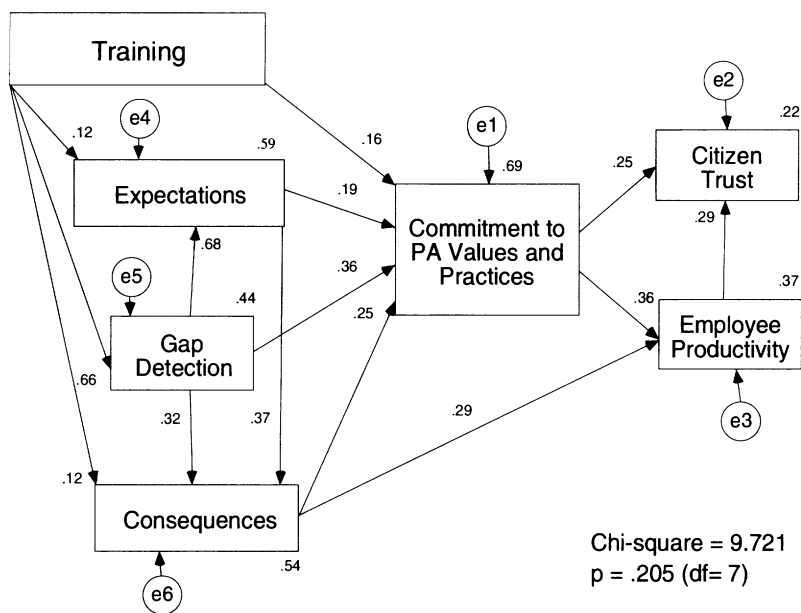 Training
e2
.22
e4
e1
.12
.59
.16
.69
.25
Citizen
Trust
Expectations
.19
Commitment to
PA Values and
Practices
.29
.68
.36
e5
.44
.37
.36
.25
Gap
Detection
Employee
Productivity
.66
.32
.37
.29
e3
.12
Consequences
.54
e6
Chi-square = 9.721
p = .205 (df= 7)